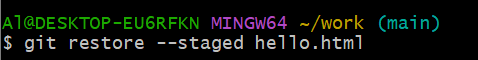 Al@DESKTOP-EU6RFKN MINGW64 ~/work (main)
$ git restore --staged hello.html